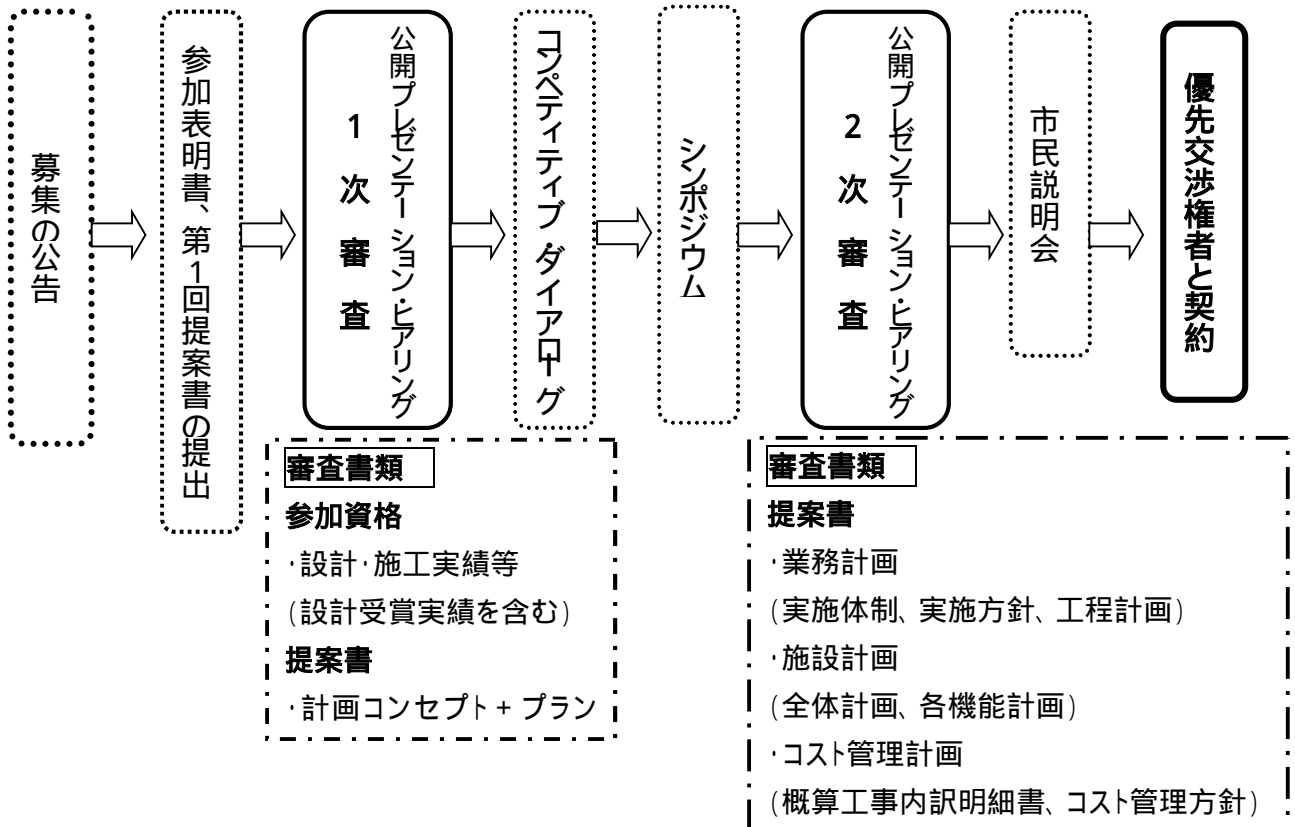 募集の公告
参加表明書、第1回提案書の提出
公開プレゼンテーション・ヒアリング
1次審査
コンペティティブ・ダイアローグ
シンポジウム
公開プレゼンテーション・ヒアリング
2次審査
市民説明会
優先交渉権者と契約
審査書類
参加資格
・設計・施工実績等
(設計受賞実績を含む)
提案書
・計画コンセプト+プラン
審査書類
提案書
・業務計画
(実施体制、実施方針、工程計画)
・施設計画
(全体計画、各機能計画)
・コスト管理計画
(概算工事内訳明細書、コスト管理方針)